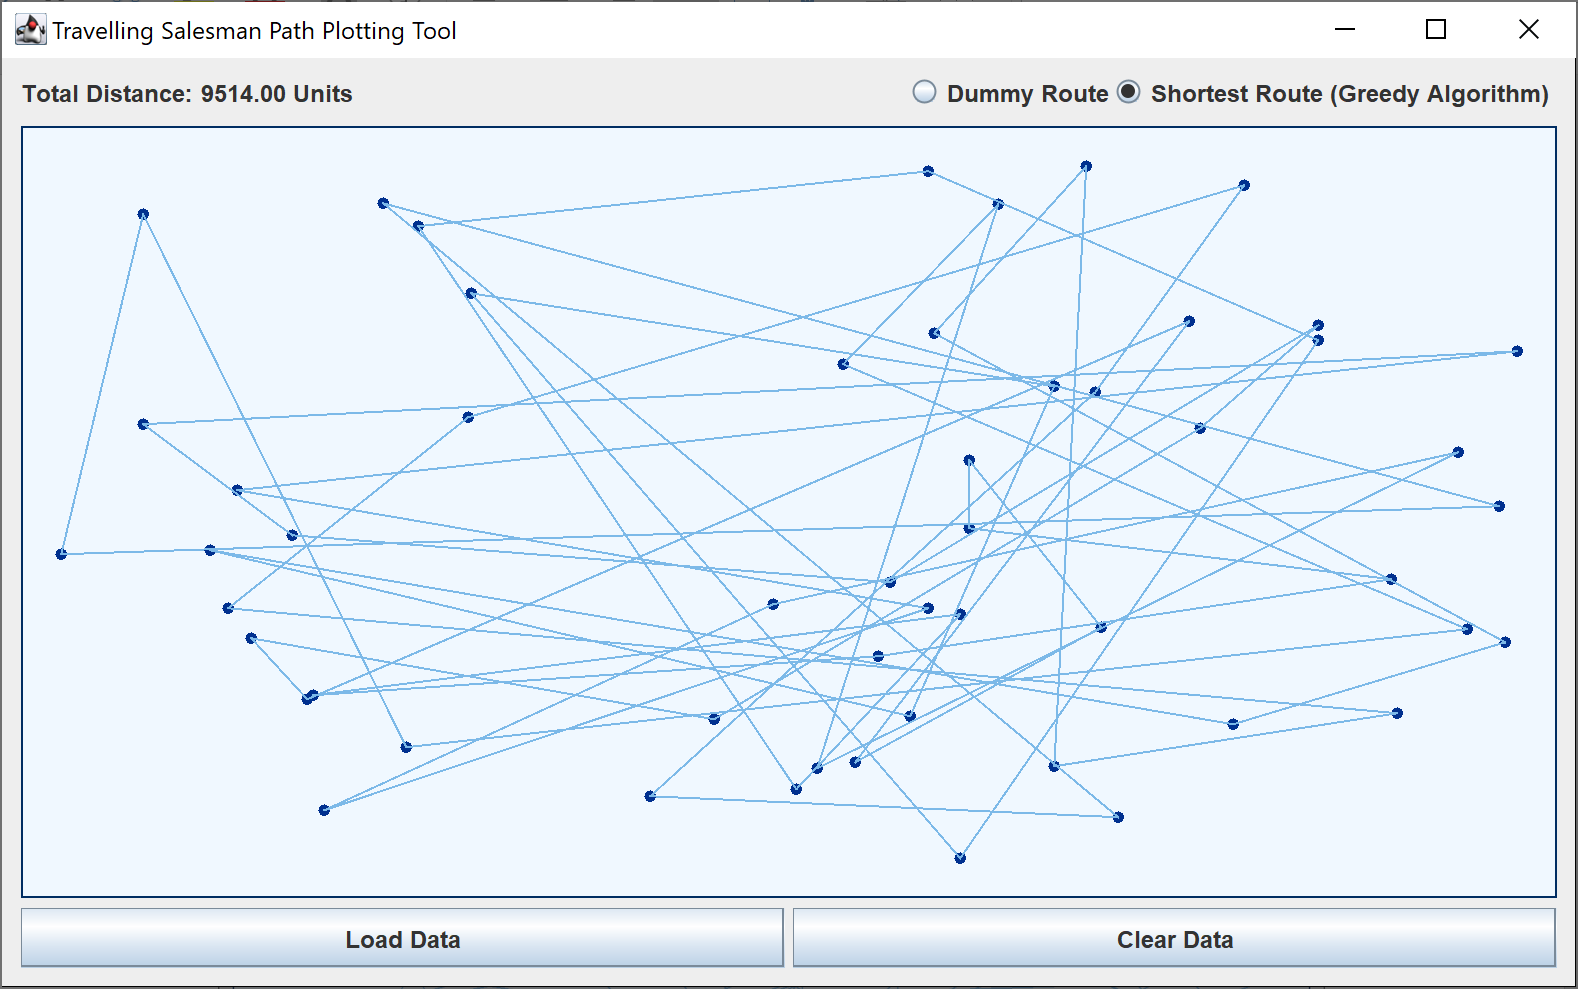 Travelling Salesman Path Plotting Tool
Total Distance: 9514.00 Units
Dummy Route
Shortest Route (Greedy Algorithm)
Load Data
Clear Data